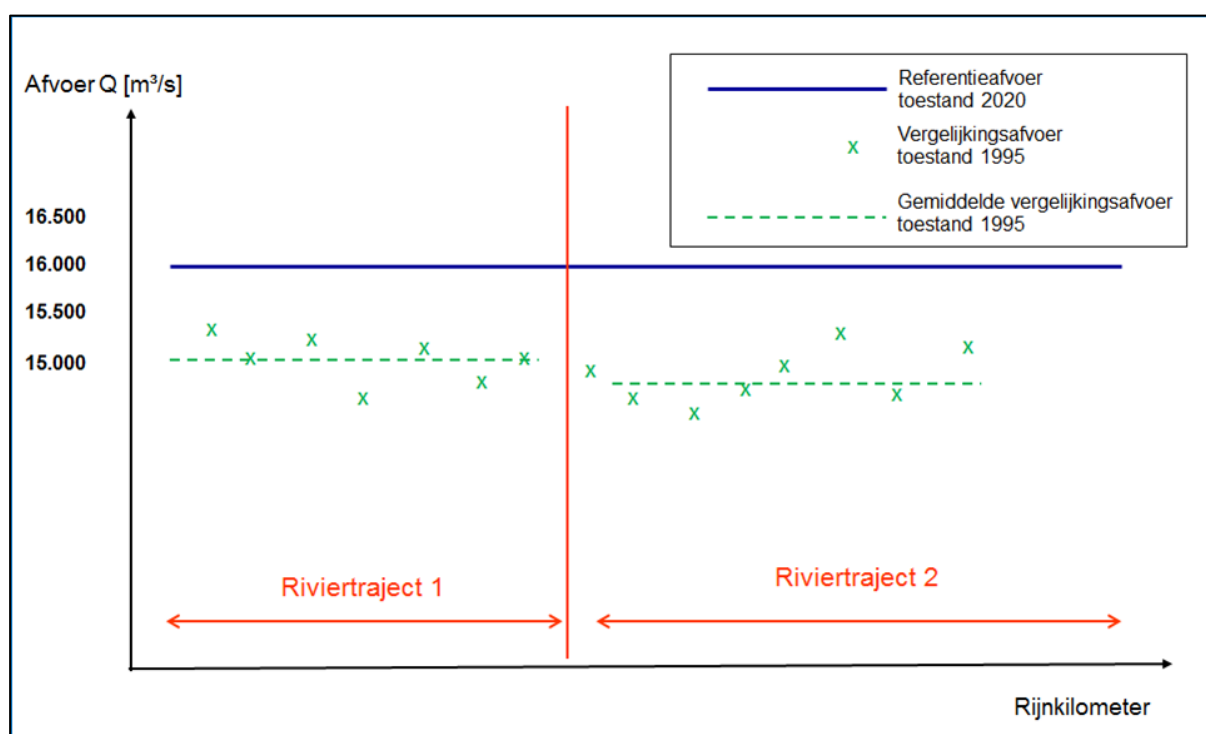 Afvoer Q [m³/s]
Referentieafvoer
toestand 2020
x Vergelijkingsafvoer
toestand 1995
Gemiddelde vergelijkingsafvoer
toestand 1995
16.500
16.000
15.500
15.000
Riviertraject 1
Riviertraject 2
Rijnkilometer